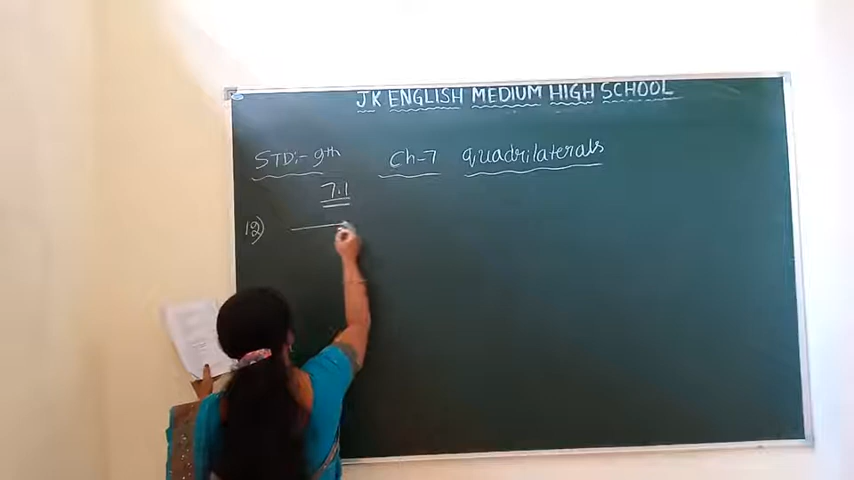 JK ENGLISH MEDIUM HIGH SCHOOL
STD:- 9th Ch-7 quadrilaterals
7.1
12)